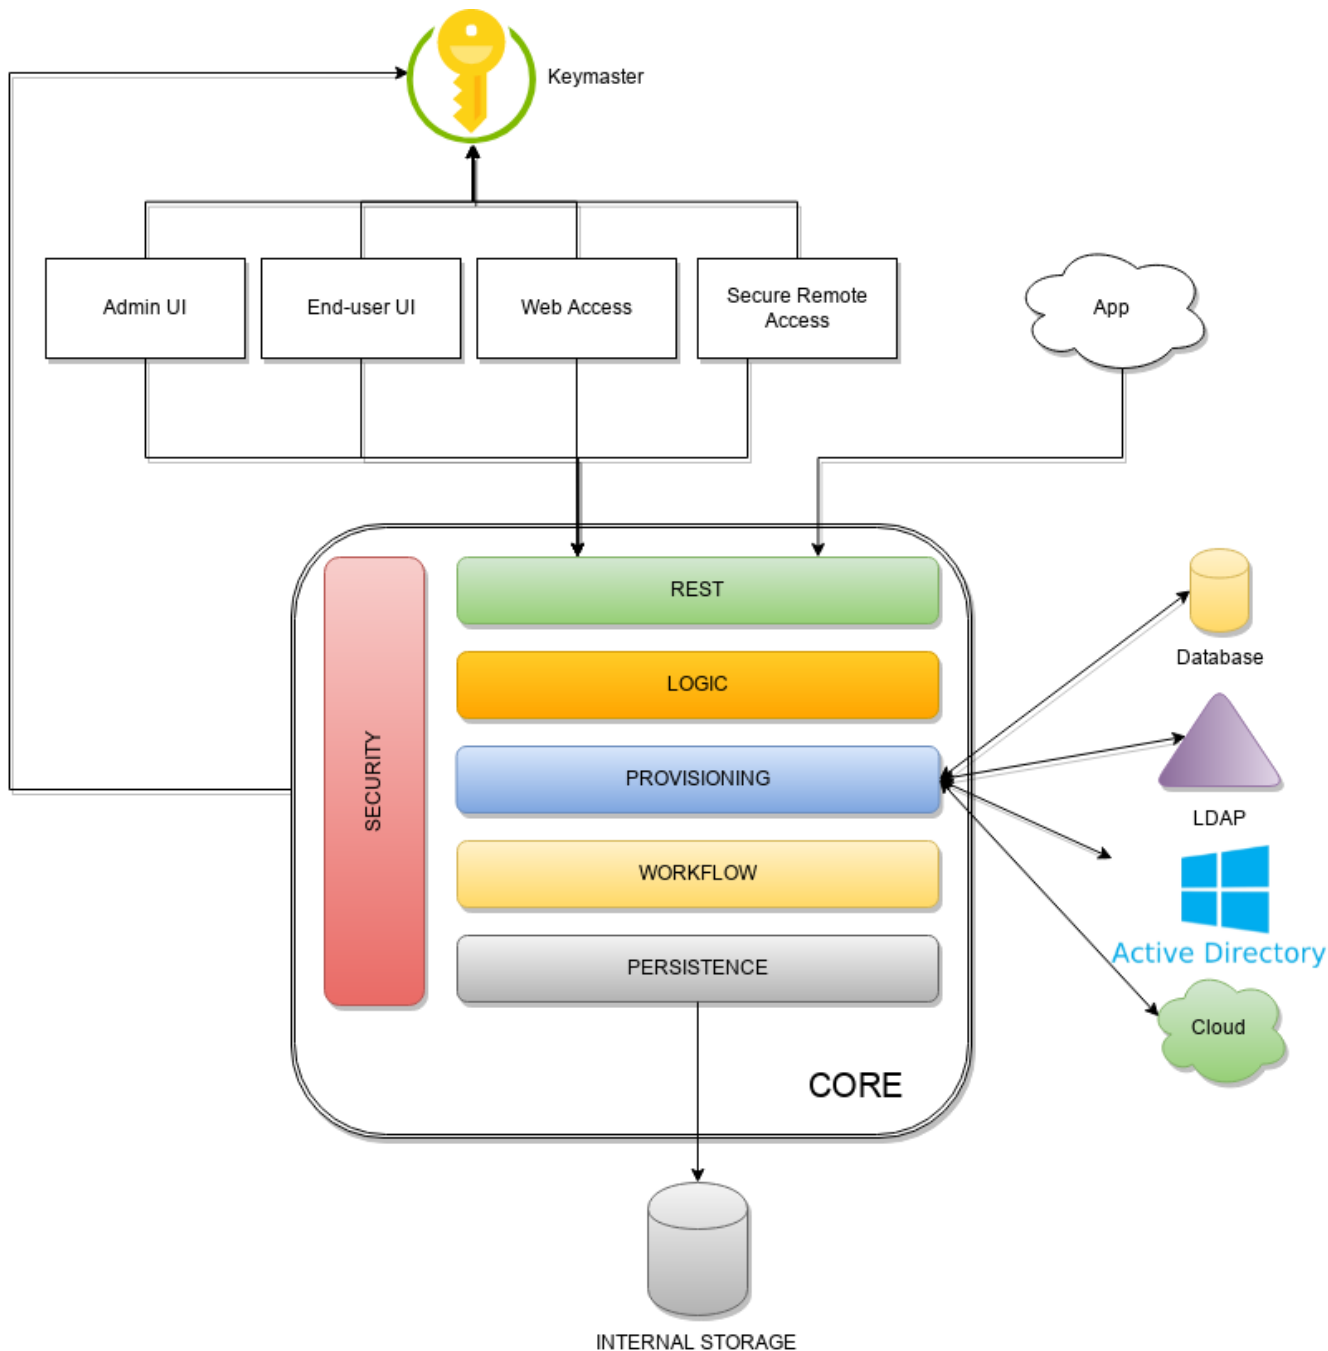 Keymaster
Admin UI
End-user UI
Web Access
Secure Remote
Access
App
REST
LOGIC
PROVISIONING
WORKFLOW
PERSISTENCE
SECURITY
CORE
Database
LDAP
Active Directory
Cloud
INTERNAL STORAGE